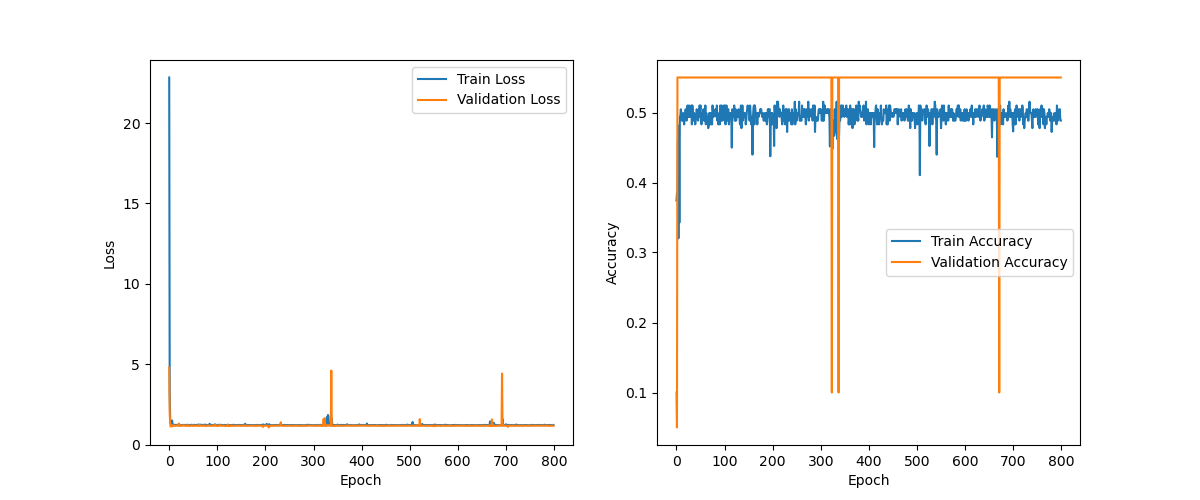 Train Loss
Validation Loss
20
15
10
5
0
Loss
0 100 200 300 400 500 600 700 800
Epoch
0.5
0.4
0.3
0.2
0.1
Accuracy
Train Accuracy
Validation Accuracy
0 100 200 300 400 500 600 700 800
Epoch